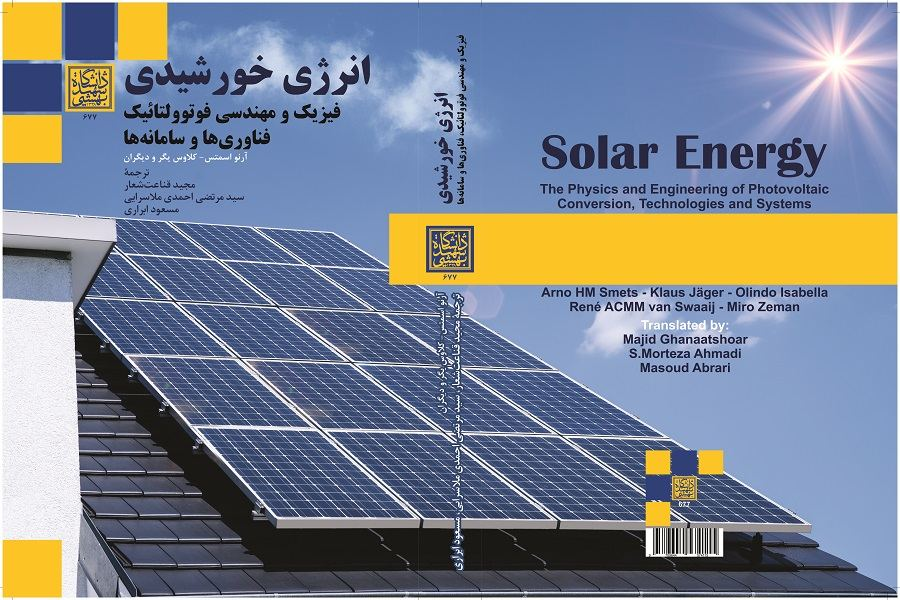 انرژی خورشیدی
فیزیک و مهندسی فوتوولتائیک
فناوری‌ها و سامانه‌ها
آرنو اسمتس - کلاوس یگر و دیگران
ترجمهٔ
مجید قناعت‌شعار
سید مرتضی احمدی ملاسرایی
مسعود ابراری
دانشگاه شهید بهشتی
۶۷۷
انرژی خورشیدی
فیزیک و مهندسی فوتوولتائیک، فناوری‌ها و سامانه‌ها
دانشگاه شهید بهشتی
۶۷۷
آرنو اسمتس - کلاوس یگر و دیگران
ترجمه مجید قناعت‌شعار سید مرتضی احمدی ملاسرایی مسعود ابراری
Solar Energy
The Physics and Engineering of Photovoltaic
Conversion, Technologies and Systems
Arno HM Smets - Klaus Jäger - Olindo Isabella
René ACMM van Swaaij - Miro Zeman
Translated by:
Majid Ghanaatshoar
S.Morteza Ahmadi
Masoud Abrari
۶۷۷